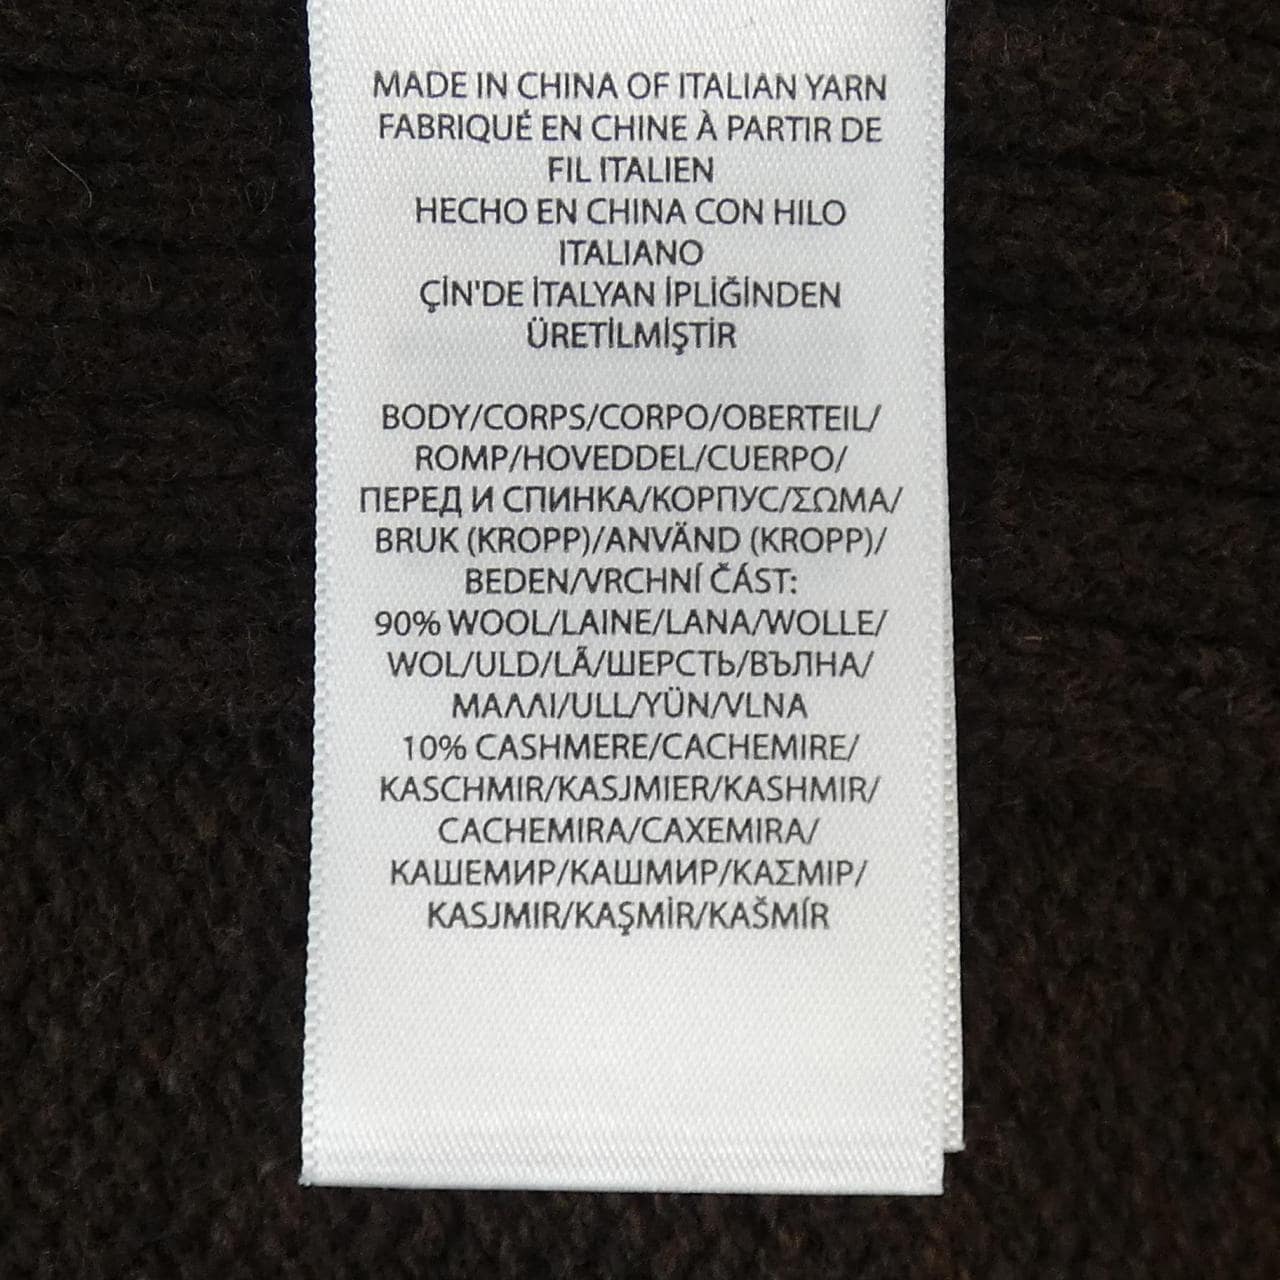 MADE IN CHINA OF ITALIAN YARN
FABRIQUÉ EN CHINE À PARTIR DE
FIL ITALIEN
HECHO EN CHINA CON HILO
ITALIANO
ÇİN'DE İTALYAN İPLİĞİNDEN
ÜRETİLMİŞTİR
BODY/CORPS/CORPO/OBERTEIL/
ROMP/HOVEDDEL/CUERPO/
ПЕРЕД И СПИНКА/КОРПУС/ΣΩΜΑ/
BRUK (KROPP)/ANVÄND (KROPP)/
BEDEN/VRCHNÍ ČÁST:
90% WOOL/LAINE/LANA/WOLLE/
WOL/ULD/LÃ/ШЕРСТЬ/ВЪЛНА/
ΜΑΛΛΙ/ULL/YÜN/VLNA
10% CASHMERE/CACHEMIRE/
KASCHMIR/KASJMIER/KASHMIR/
CACHEMIRA/CAXEMIRA/
КАШЕМИР/КАШМИР/ΚΑΣΜΙΡ/
KASJMIR/KAŞMİR/KAŠMÍR